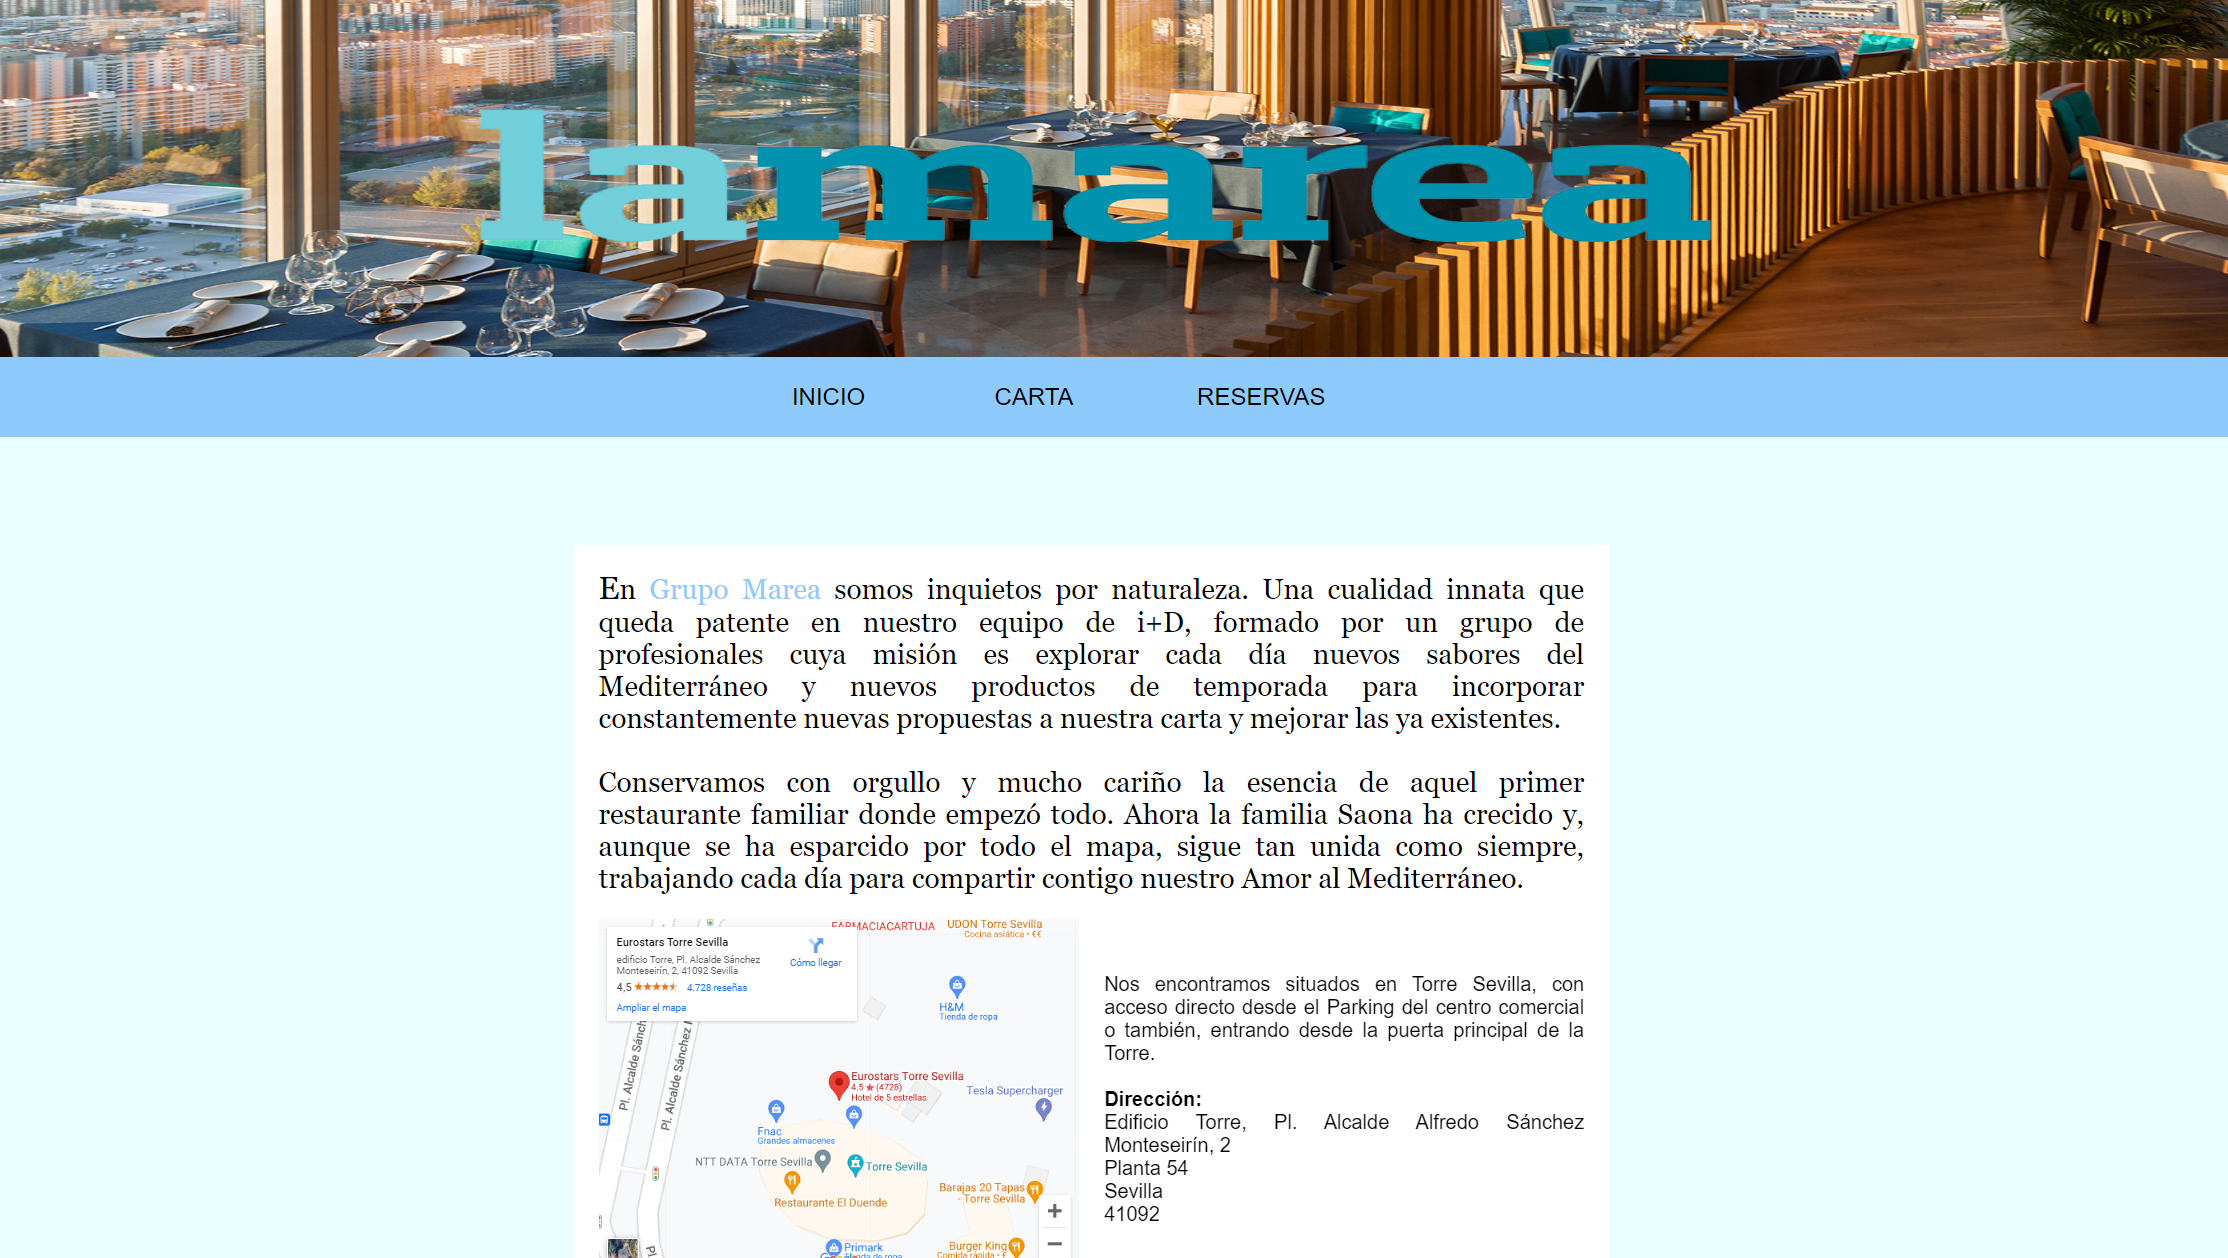 lamarea
INICIO
CARTA
RESERVAS
En Grupo Marea somos inquietos por naturaleza. Una cualidad innata que
queda patente en nuestro equipo de i+D, formado por un grupo de
profesionales cuya misión es explorar cada día nuevos sabores del
Mediterráneo y nuevos productos de temporada para incorporar
constantemente nuevas propuestas a nuestra carta y mejorar las ya existentes.
Conservamos con orgullo y mucho cariño la esencia de aquel primer
restaurante familiar donde empezó todo. Ahora la familia Saona ha crecido y,
aunque se ha esparcido por todo el mapa, sigue tan unida como siempre,
trabajando cada día para compartir contigo nuestro Amor al Mediterráneo.
FARMACIACARTUJA
UDON Torre Sevilla
Cocina asiática • €€
Eurostars Torre Sevilla
edificio Torre, Pl. Alcalde Sánchez
Monteseirín, 2, 41092 Sevilla
4,5
4.728 reseñas
Ampliar el mapa
Cómo llegar
H&M
Tienda de ropa
Pl. Alcalde Sánch
Pl. Alcalde Sánchez
Eurostars Torre Sevilla
4.5 ★ (4728)
Hotel de 5 estrellas
Tesla Supercharger
Fnac
Grandes almacenes
NTT DATA Torre Sevilla
Torre Sevilla
Restaurante El Duende
Barajas 20 Tapas
- Torre Sevilla
+
−
Pl
Primark
Tienda de ropa
Burger King
Comida rápida • €
Nos encontramos situados en Torre Sevilla, con
acceso directo desde el Parking del centro comercial
o también, entrando desde la puerta principal de la
Torre.
Dirección:
Edificio Torre, Pl. Alcalde Alfredo Sánchez
Monteseirín, 2
Planta 54
Sevilla
41092